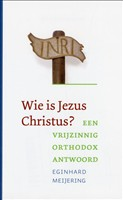 INRI
Wie is Jezus
Christus? EEN
VRIJZINNIG
ORTHODOX
ANTWOORD
EGINHARD
MEIJERING